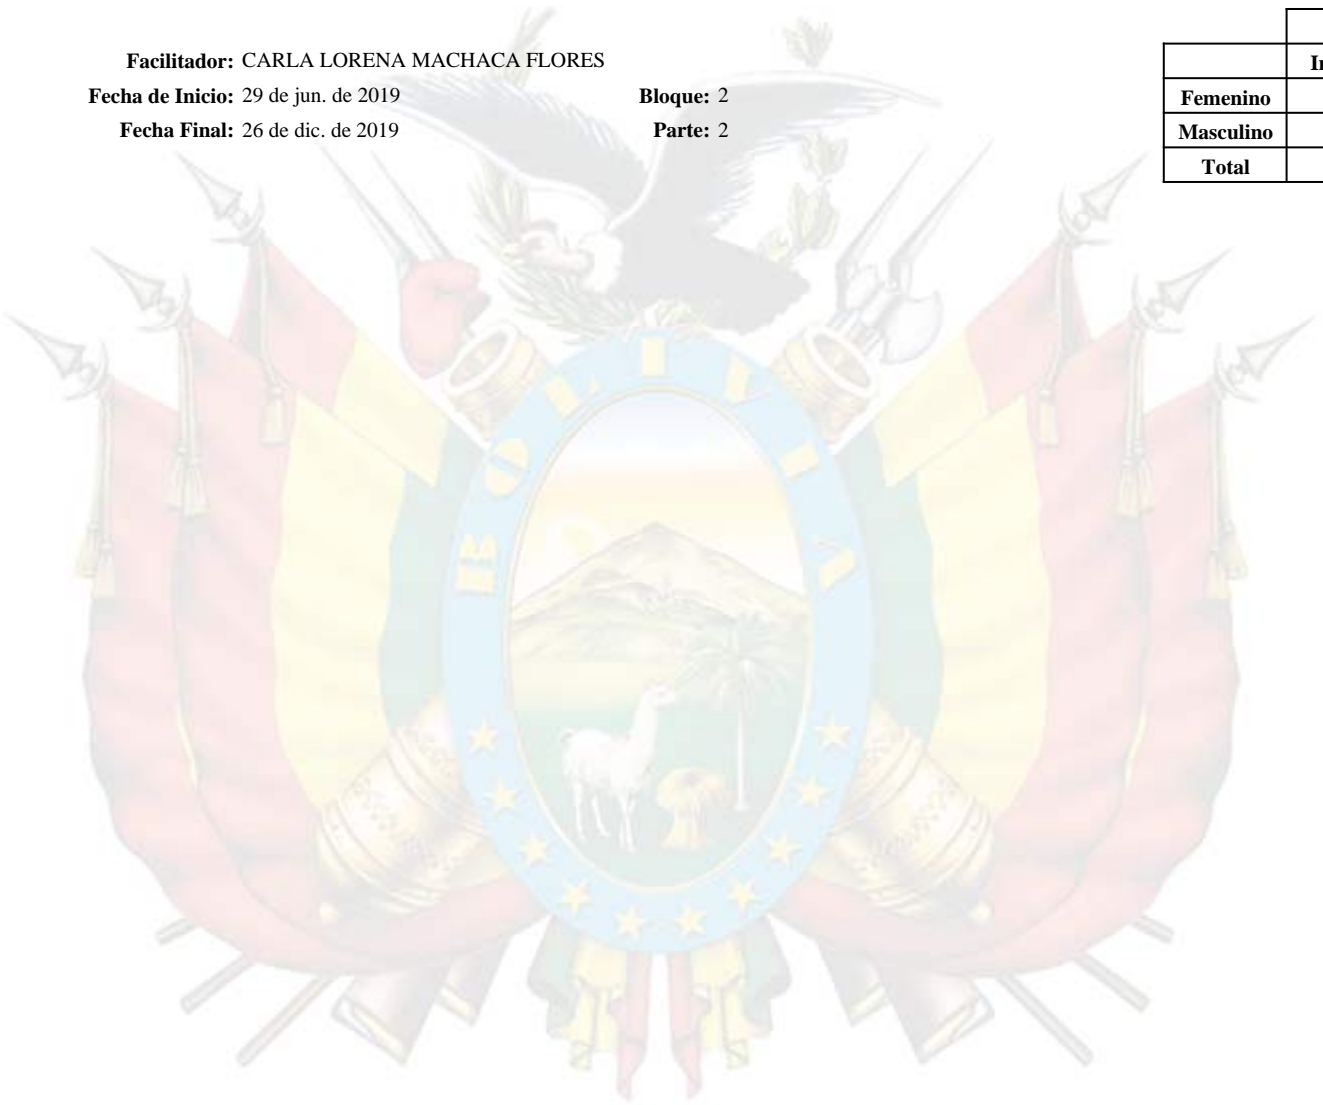 Facilitador: CARLA LORENA MACHACA FLORES
Fecha de Inicio: 29 de jun. de 2019 Bloque: 2
Fecha Final: 26 de dic. de 2019 Parte: 2
Femenino
Masculino
Total
BOLIVIA